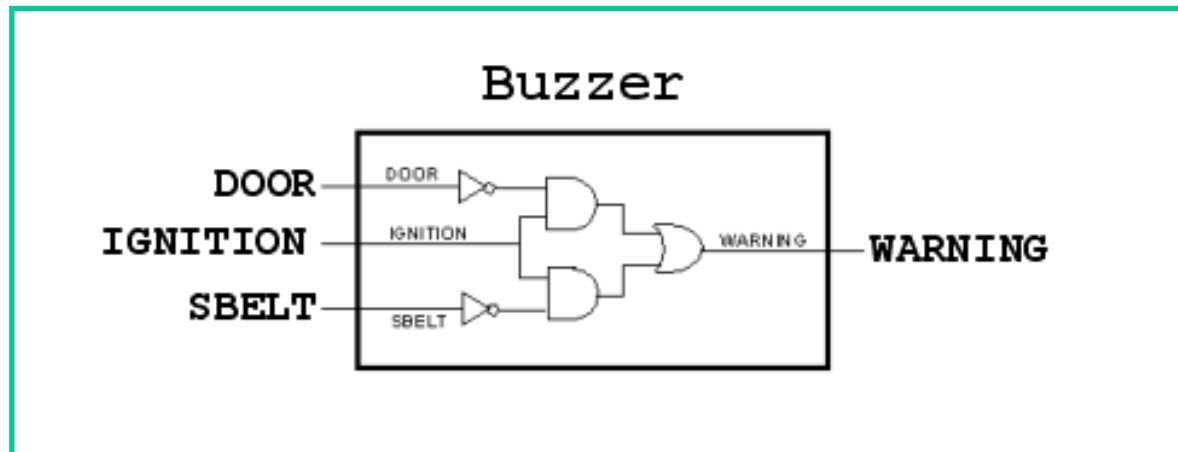 Buzzer
DOOR DOOR
IGNITION IGNITION
WARNING WARNING
SBELT SBELT